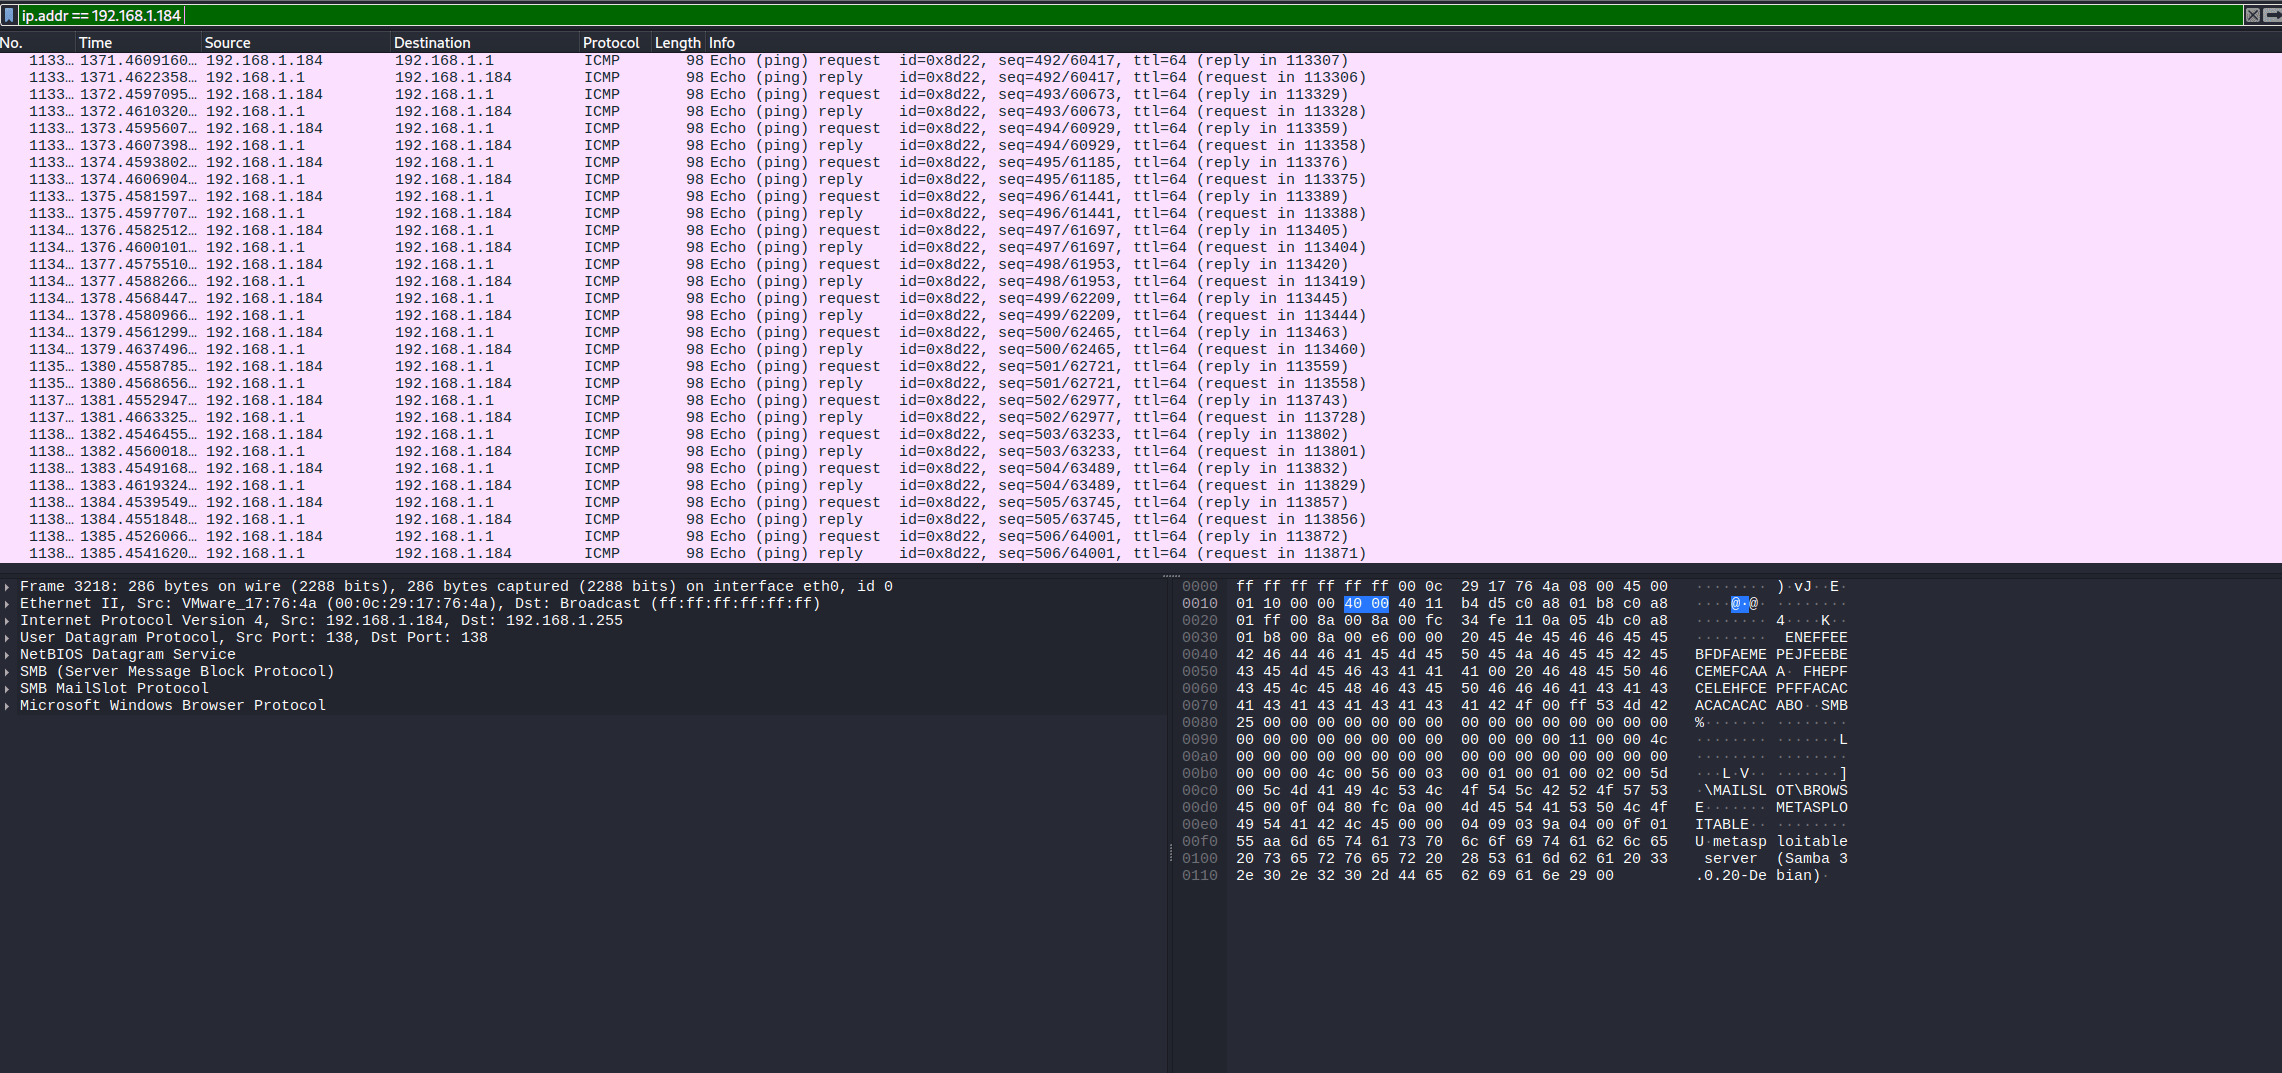 ip.addr == 192.168.1.184
No. Time Source Destination Protocol Length Info
1133… 1371.4609160… 192.168.1.184 192.168.1.1 ICMP 98 Echo (ping) request id=0x8d22, seq=492/60417, ttl=64 (reply in 113307)
1133… 1371.4622358… 192.168.1.1 192.168.1.184 ICMP 98 Echo (ping) reply id=0x8d22, seq=492/60417, ttl=64 (request in 113306)
1133… 1372.4597095… 192.168.1.184 192.168.1.1 ICMP 98 Echo (ping) request id=0x8d22, seq=493/60673, ttl=64 (reply in 113329)
1133… 1372.4610320… 192.168.1.1 192.168.1.184 ICMP 98 Echo (ping) reply id=0x8d22, seq=493/60673, ttl=64 (request in 113328)
1133… 1373.4595607… 192.168.1.184 192.168.1.1 ICMP 98 Echo (ping) request id=0x8d22, seq=494/60929, ttl=64 (reply in 113359)
1133… 1373.4607398… 192.168.1.1 192.168.1.184 ICMP 98 Echo (ping) reply id=0x8d22, seq=494/60929, ttl=64 (request in 113358)
1133… 1374.4593802… 192.168.1.184 192.168.1.1 ICMP 98 Echo (ping) request id=0x8d22, seq=495/61185, ttl=64 (reply in 113376)
1133… 1374.4606904… 192.168.1.1 192.168.1.184 ICMP 98 Echo (ping) reply id=0x8d22, seq=495/61185, ttl=64 (request in 113375)
1133… 1375.4581597… 192.168.1.184 192.168.1.1 ICMP 98 Echo (ping) request id=0x8d22, seq=496/61441, ttl=64 (reply in 113389)
1133… 1375.4597707… 192.168.1.1 192.168.1.184 ICMP 98 Echo (ping) reply id=0x8d22, seq=496/61441, ttl=64 (request in 113388)
1134… 1376.4582512… 192.168.1.184 192.168.1.1 ICMP 98 Echo (ping) request id=0x8d22, seq=497/61697, ttl=64 (reply in 113405)
1134… 1376.4600101… 192.168.1.1 192.168.1.184 ICMP 98 Echo (ping) reply id=0x8d22, seq=497/61697, ttl=64 (request in 113404)
1134… 1377.4575510… 192.168.1.184 192.168.1.1 ICMP 98 Echo (ping) request id=0x8d22, seq=498/61953, ttl=64 (reply in 113420)
1134… 1377.4588266… 192.168.1.1 192.168.1.184 ICMP 98 Echo (ping) reply id=0x8d22, seq=498/61953, ttl=64 (request in 113419)
1134… 1378.4568447… 192.168.1.184 192.168.1.1 ICMP 98 Echo (ping) request id=0x8d22, seq=499/62209, ttl=64 (reply in 113445)
1134… 1378.4580966… 192.168.1.1 192.168.1.184 ICMP 98 Echo (ping) reply id=0x8d22, seq=499/62209, ttl=64 (request in 113444)
1134… 1379.4561299… 192.168.1.184 192.168.1.1 ICMP 98 Echo (ping) request id=0x8d22, seq=500/62465, ttl=64 (reply in 113463)
1134… 1379.4637496… 192.168.1.1 192.168.1.184 ICMP 98 Echo (ping) reply id=0x8d22, seq=500/62465, ttl=64 (request in 113460)
1135… 1380.4558785… 192.168.1.184 192.168.1.1 ICMP 98 Echo (ping) request id=0x8d22, seq=501/62721, ttl=64 (reply in 113559)
1135… 1380.4568656… 192.168.1.1 192.168.1.184 ICMP 98 Echo (ping) reply id=0x8d22, seq=501/62721, ttl=64 (request in 113558)
1137… 1381.4552947… 192.168.1.184 192.168.1.1 ICMP 98 Echo (ping) request id=0x8d22, seq=502/62977, ttl=64 (reply in 113743)
1137… 1381.4663325… 192.168.1.1 192.168.1.184 ICMP 98 Echo (ping) reply id=0x8d22, seq=502/62977, ttl=64 (request in 113728)
1138… 1382.4546455… 192.168.1.184 192.168.1.1 ICMP 98 Echo (ping) request id=0x8d22, seq=503/63233, ttl=64 (reply in 113802)
1138… 1382.4560018… 192.168.1.1 192.168.1.184 ICMP 98 Echo (ping) reply id=0x8d22, seq=503/63233, ttl=64 (request in 113801)
1138… 1383.4549168… 192.168.1.184 192.168.1.1 ICMP 98 Echo (ping) request id=0x8d22, seq=504/63489, ttl=64 (reply in 113832)
1138… 1383.4619324… 192.168.1.1 192.168.1.184 ICMP 98 Echo (ping) reply id=0x8d22, seq=504/63489, ttl=64 (request in 113829)
1138… 1384.4539549… 192.168.1.184 192.168.1.1 ICMP 98 Echo (ping) request id=0x8d22, seq=505/63745, ttl=64 (reply in 113857)
1138… 1384.4551848… 192.168.1.1 192.168.1.184 ICMP 98 Echo (ping) reply id=0x8d22, seq=505/63745, ttl=64 (request in 113856)
1138… 1385.4526066… 192.168.1.184 192.168.1.1 ICMP 98 Echo (ping) request id=0x8d22, seq=506/64001, ttl=64 (reply in 113872)
1138… 1385.4541620… 192.168.1.1 192.168.1.184 ICMP 98 Echo (ping) reply id=0x8d22, seq=506/64001, ttl=64 (request in 113871)
Frame 3218: 286 bytes on wire (2288 bits), 286 bytes captured (2288 bits) on interface eth0, id 0
Ethernet II, Src: VMware_17:76:4a (00:0c:29:17:76:4a), Dst: Broadcast (ff:ff:ff:ff:ff:ff)
Internet Protocol Version 4, Src: 192.168.1.184, Dst: 192.168.1.255
User Datagram Protocol, Src Port: 138, Dst Port: 138
NetBIOS Datagram Service
SMB (Server Message Block Protocol)
SMB MailSlot Protocol
Microsoft Windows Browser Protocol
0000 ff ff ff ff ff ff 00 0c 29 17 76 4a 08 00 45 00 ········ )·vJ··E·
0010 01 10 00 00 40 00 40 11 b4 d5 c0 a8 01 b8 c0 a8 ····@·@· ········
0020 01 ff 00 8a 00 8a 00 fc 34 fe 11 0a 05 4b c0 a8 ········ 4····K··
0030 01 b8 00 8a 00 e6 00 00 20 45 4e 45 46 46 45 45 ········ ENEFFEE
0040 42 46 44 46 41 45 4d 45 50 45 4a 46 45 45 42 45 BFDFAEME PEJFEEBE
0050 43 45 4d 45 46 43 41 41 41 00 20 46 48 45 50 46 CEMEFCAA A· FHEPF
0060 43 45 4c 45 48 46 43 45 50 46 46 46 41 43 41 43 CELEHFCE PFFFACAC
0070 41 43 41 43 41 43 41 43 41 42 4f 00 ff 53 4d 42 ACACACAC ABO··SMB
0080 25 00 00 00 00 00 00 00 00 00 00 00 00 00 00 00 %······· ········
0090 00 00 00 00 00 00 00 00 00 00 00 00 11 00 00 4c ········ ·······L
00a0 00 00 00 00 00 00 00 00 00 00 00 00 00 00 00 00 ········ ········
00b0 00 00 00 4c 00 56 00 03 00 01 00 01 00 02 00 5d ···L·V·· ·······]
00c0 00 5c 4d 41 49 4c 53 4c 4f 54 5c 42 52 4f 57 53 ·\MAILSL OT\BROWS
00d0 45 00 0f 04 80 fc 0a 00 4d 45 54 41 53 50 4c 4f E······· METASPLO
00e0 49 54 41 42 4c 45 00 00 04 09 03 9a 04 00 0f 01 ITABLE·· ········
00f0 55 aa 6d 65 74 61 73 70 6c 6f 69 74 61 62 6c 65 U·metasp loitable
0100 20 73 65 72 76 65 72 20 28 53 61 6d 62 61 20 33 server (Samba 3
0110 2e 30 2e 32 30 2d 44 65 62 69 61 6e 29 00 .0.20-De bian)·